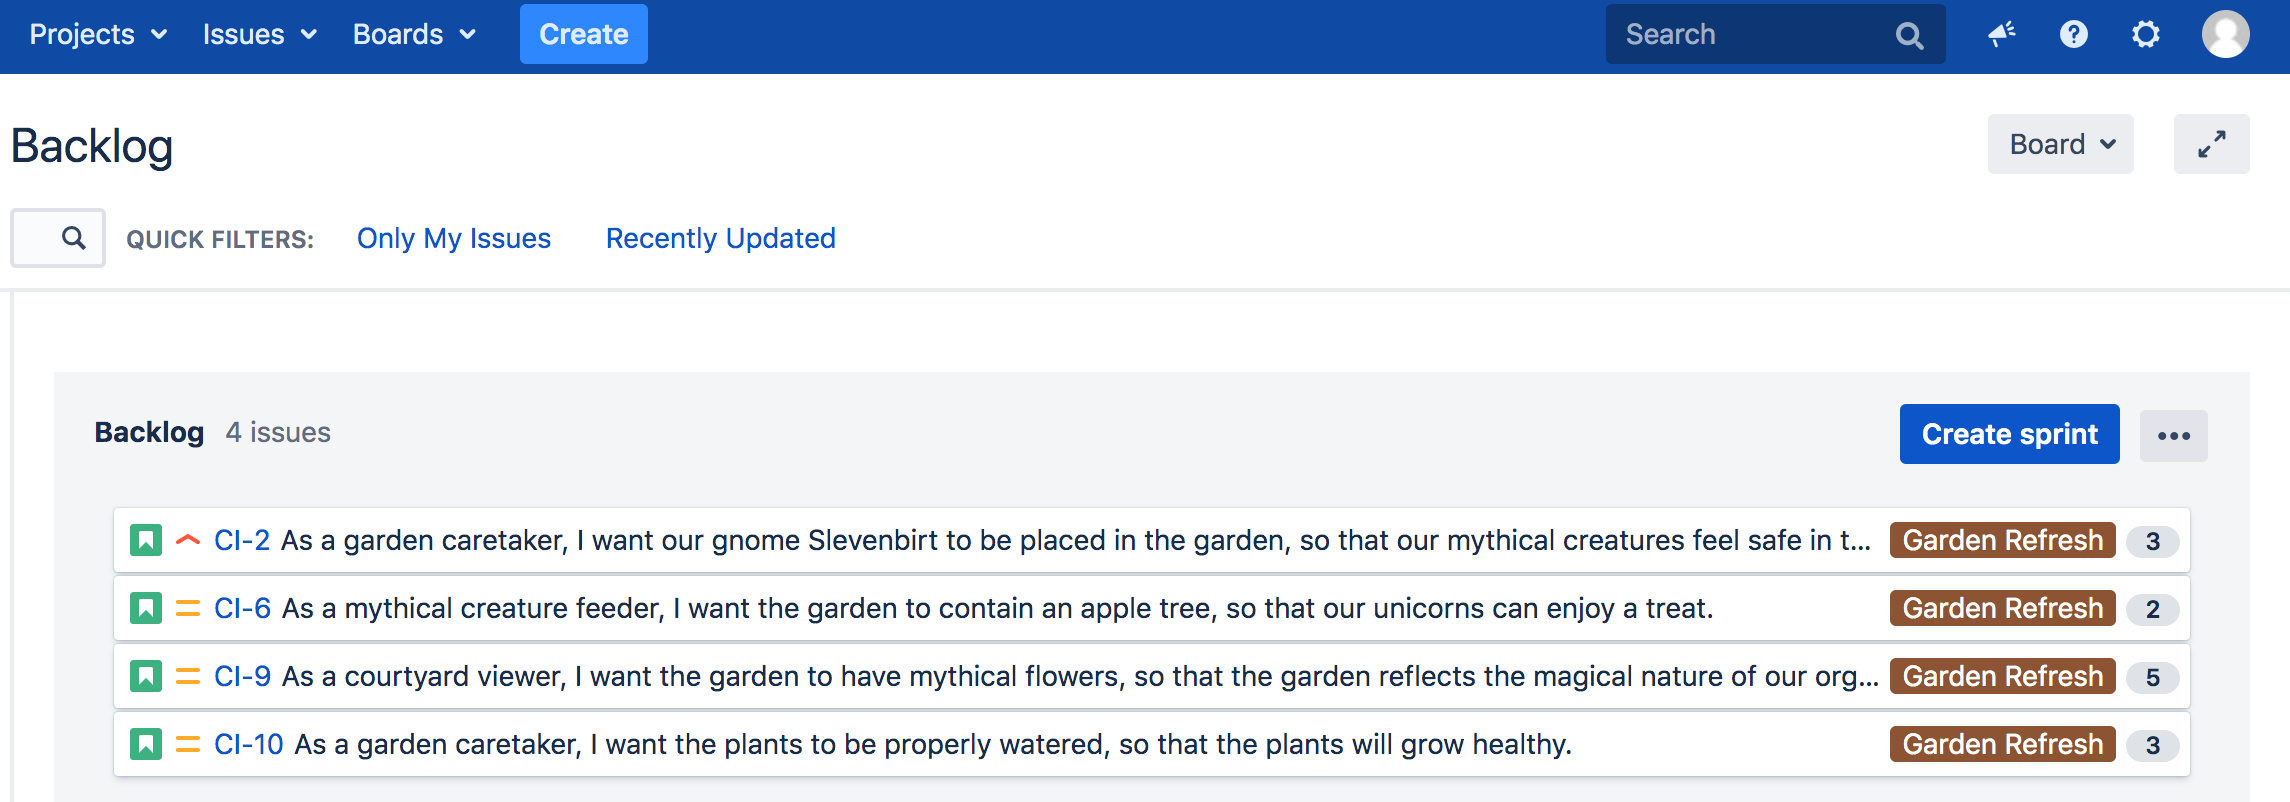 Projects Issues Boards Create Search
Backlog Board
QUICK FILTERS: Only My Issues Recently Updated
Backlog 4 issues Create sprint
CI-2 As a garden caretaker, I want our gnome Slevenbirt to be placed in the garden, so that our mythical creatures feel safe in t... Garden Refresh 3
CI-6 As a mythical creature feeder, I want the garden to contain an apple tree, so that our unicorns can enjoy a treat. Garden Refresh 2
CI-9 As a courtyard viewer, I want the garden to have mythical flowers, so that the garden reflects the magical nature of our org... Garden Refresh 5
CI-10 As a garden caretaker, I want the plants to be properly watered, so that the plants will grow healthy. Garden Refresh 3